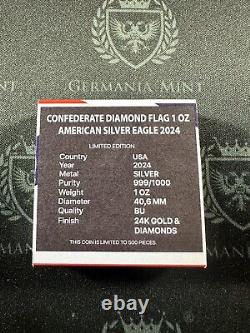 GERMANIA MINT
CONFEDERATE DIAMOND FLAG 1 OZ
AMERICAN SILVER EAGLE 2024
LIMITED EDITION
Country USA
Year 2024
Metal SILVER
Purity 999/1000
Weight 1 OZ
Diameter 40,6 MM
Quality BU
Finish 24K GOLD &
DIAMONDS
THIS COIN IS LIMITED TO 500 PIECES.
thecoins.com